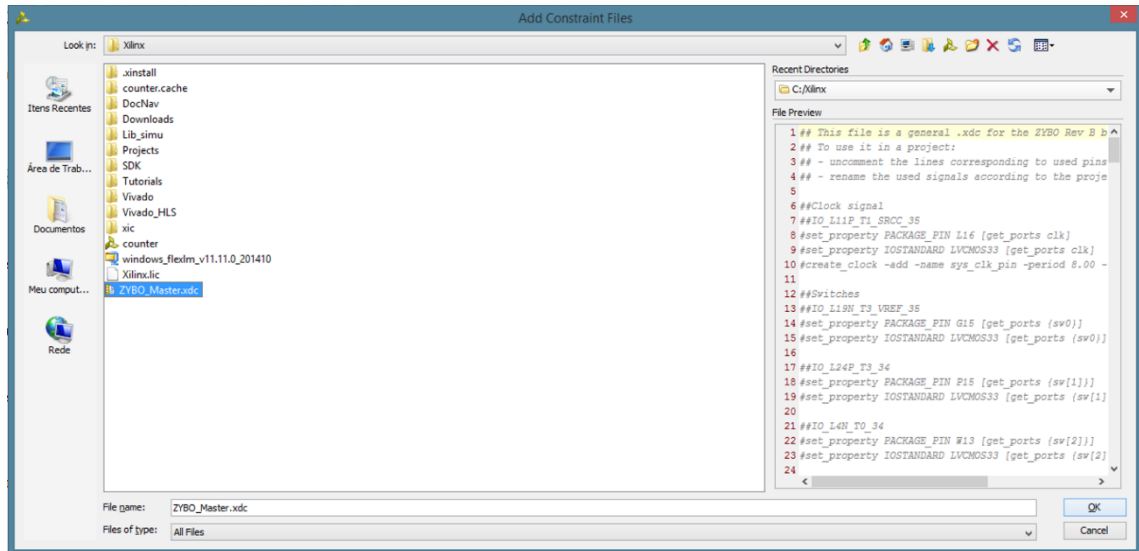 Add Constraint Files
Look in: Xilinx
Itens Recentes
Área de Trab...
Documentos
Meu comput...
Rede
.xinstall
counter.cache
DocNav
Downloads
Lib_simu
Projects
SDK
Tutorials
Vivado
Vivado_HLS
xic
counter
windows_flexlm_v11.11.0_201410
Xilinx.lic
ZYBO_Master.xdc
Recent Directories
C:/Xilinx
File Preview
1 ## This file is a general .xdc for the ZYBO Rev B b
2 ## To use it in a project:
3 ## - uncomment the lines corresponding to used pins
4 ## - rename the used signals according to the proje
5
6 ##Clock signal
7 ##IO_L11P_T1_SRCC_35
8 #set_property PACKAGE_PIN L16 [get_ports clk]
9 #set_property IOSTANDARD LVCMOS33 [get_ports clk]
10 #create_clock -add -name sys_clk_pin -period 8.00 -
11
12 ##Switches
13 ##IO_L19N_T3_VREF_35
14 #set_property PACKAGE_PIN G15 [get_ports {sw0}]
15 #set_property IOSTANDARD LVCMOS33 [get_ports {sw0}]
16
17 ##IO_L24P_T3_34
18 #set_property PACKAGE_PIN P15 [get_ports {sw[1]}]
19 #set_property IOSTANDARD LVCMOS33 [get_ports {sw[1]
20
21 ##IO_L4N_T0_34
22 #set_property PACKAGE_PIN W13 [get_ports {sw[2]}]
23 #set_property IOSTANDARD LVCMOS33 [get_ports {sw[2]
24
File name: ZYBO_Master.xdc
OK
Files of type: All Files
Cancel